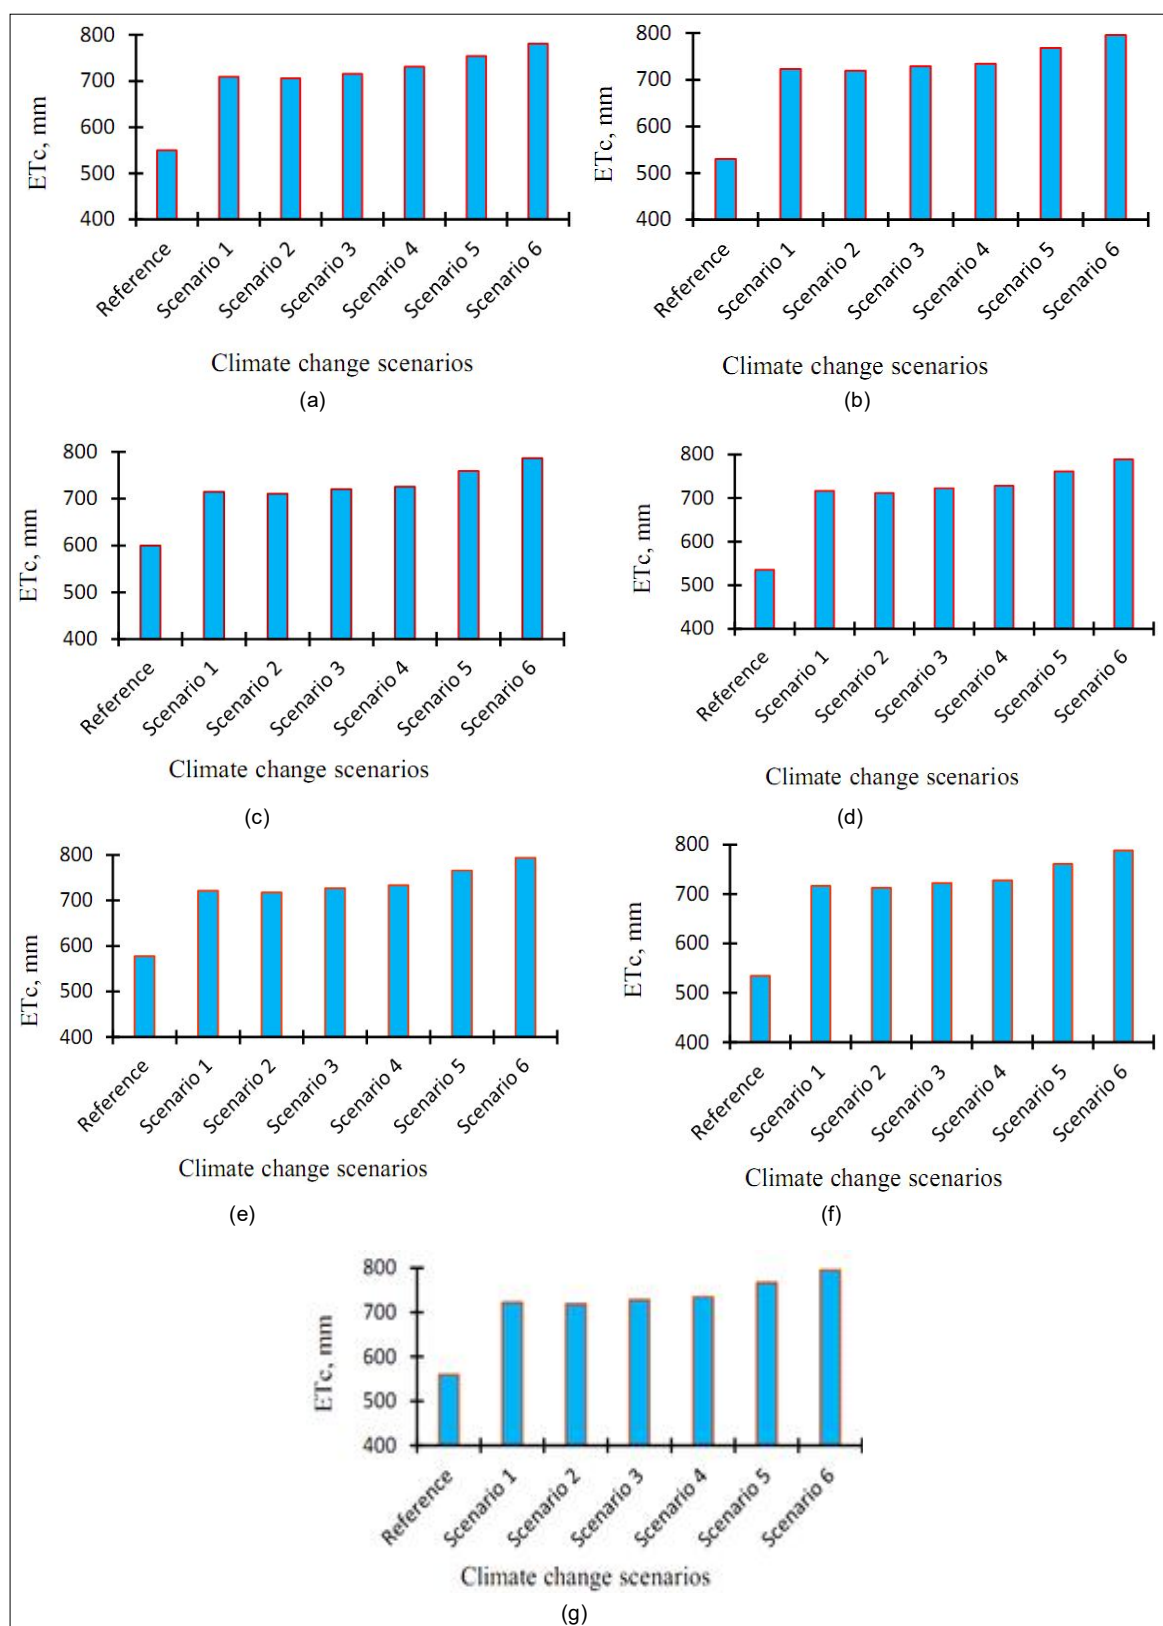 800
700
600
500
400
ETc, mm
Reference
Scenario 1
Scenario 2
Scenario 3
Scenario 4
Scenario 5
Scenario 6
Climate change scenarios
(a)
800
700
600
500
400
ETc, mm
Reference
Scenario 1
Scenario 2
Scenario 3
Scenario 4
Scenario 5
Scenario 6
Climate change scenarios
(b)
800
700
600
500
400
ETc, mm
Reference
Scenario 1
Scenario 2
Scenario 3
Scenario 4
Scenario 5
Scenario 6
Climate change scenarios
(c)
800
700
600
500
400
ETc, mm
Reference
Scenario 1
Scenario 2
Scenario 3
Scenario 4
Scenario 5
Scenario 6
Climate change scenarios
(d)
800
700
600
500
400
ETc, mm
Reference
Scenario 1
Scenario 2
Scenario 3
Scenario 4
Scenario 5
Scenario 6
Climate change scenarios
(e)
800
700
600
500
400
ETc, mm
Reference
Scenario 1
Scenario 2
Scenario 3
Scenario 4
Scenario 5
Scenario 6
Climate change scenarios
(f)
800
700
600
500
400
ETc, mm
Reference
Scenario 1
Scenario 2
Scenario 3
Scenario 4
Scenario 5
Scenario 6
Climate change scenarios
(g)